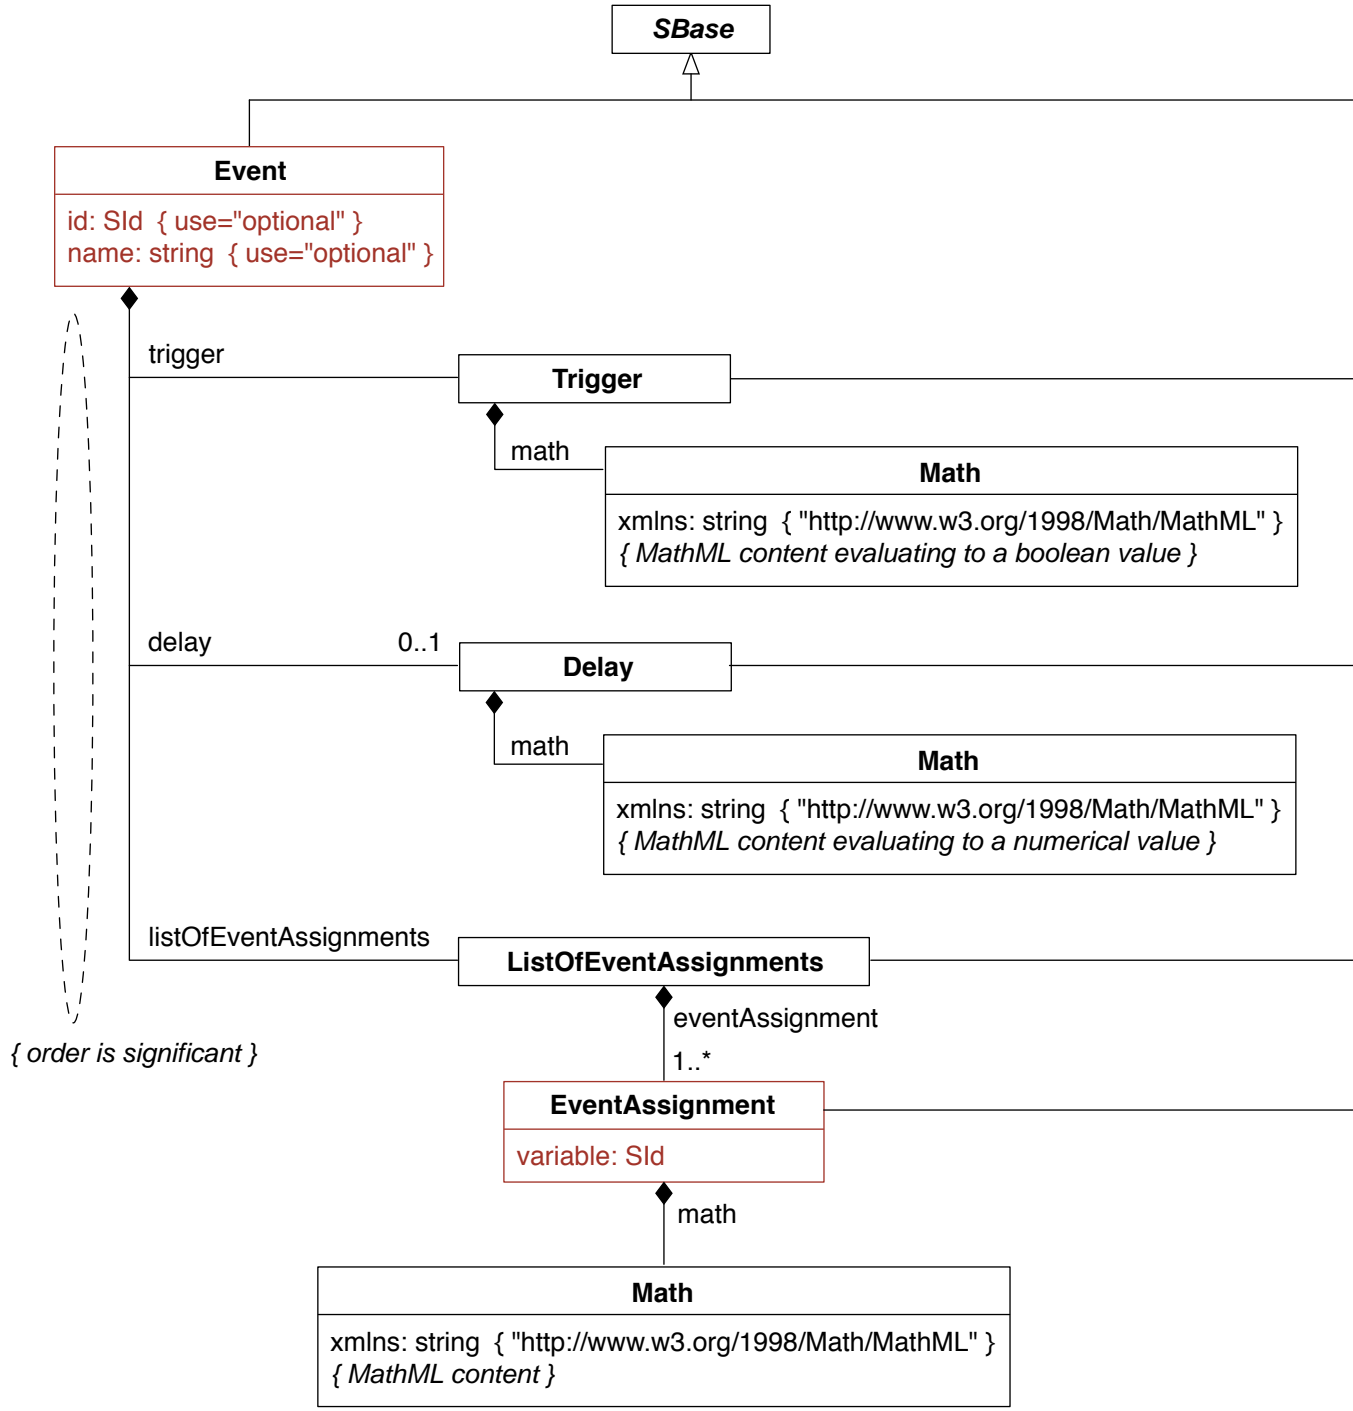 SBase
Event
id: SId { use="optional" }
name: string { use="optional" }
trigger
Trigger
math
Math
xmlns: string { "http://www.w3.org/1998/Math/MathML" }
{ MathML content evaluating to a boolean value }
delay
0..1
Delay
math
Math
xmlns: string { "http://www.w3.org/1998/Math/MathML" }
{ MathML content evaluating to a numerical value }
listOfEventAssignments
ListOfEventAssignments
eventAssignment
{ order is significant }
1..*
EventAssignment
variable: SId
math
Math
xmlns: string { "http://www.w3.org/1998/Math/MathML" }
{ MathML content }